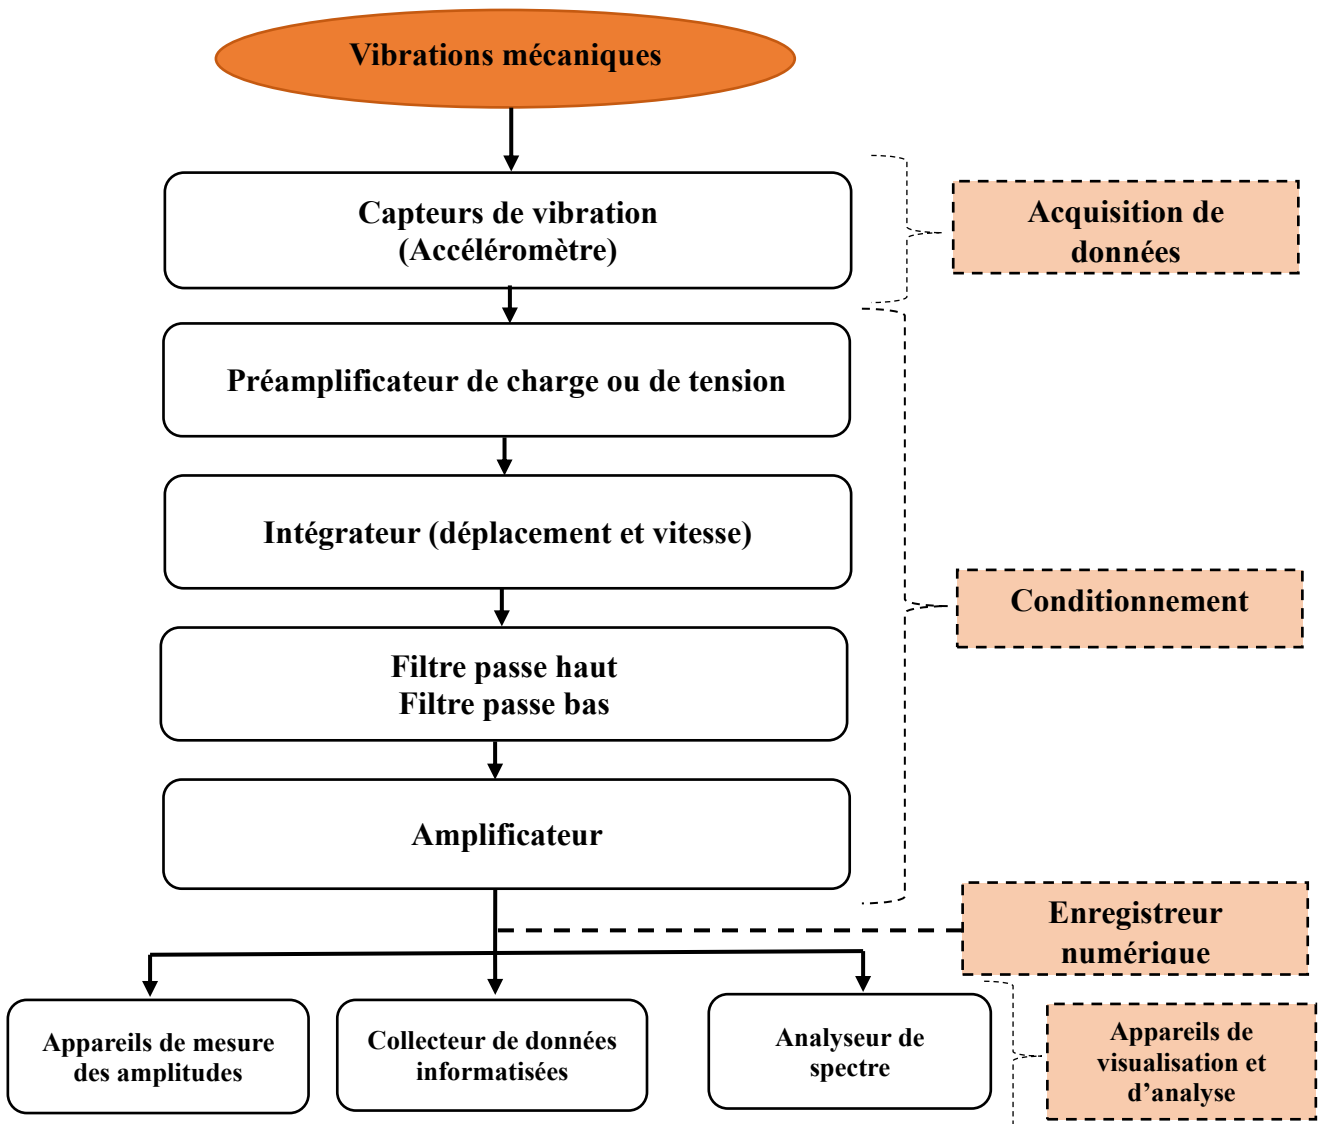 Vibrations mécaniques
Capteurs de vibration
(Accéléromètre)
Acquisition de
données
Préamplificateur de charge ou de tension
Intégrateur (déplacement et vitesse)
Conditionnement
Filtre passe haut
Filtre passe bas
Amplificateur
Enregistreur
numérique
Appareils de mesure
des amplitudes
Collecteur de données
informatisées
Analyseur de
spectre
Appareils de
visualisation et
d’analyse